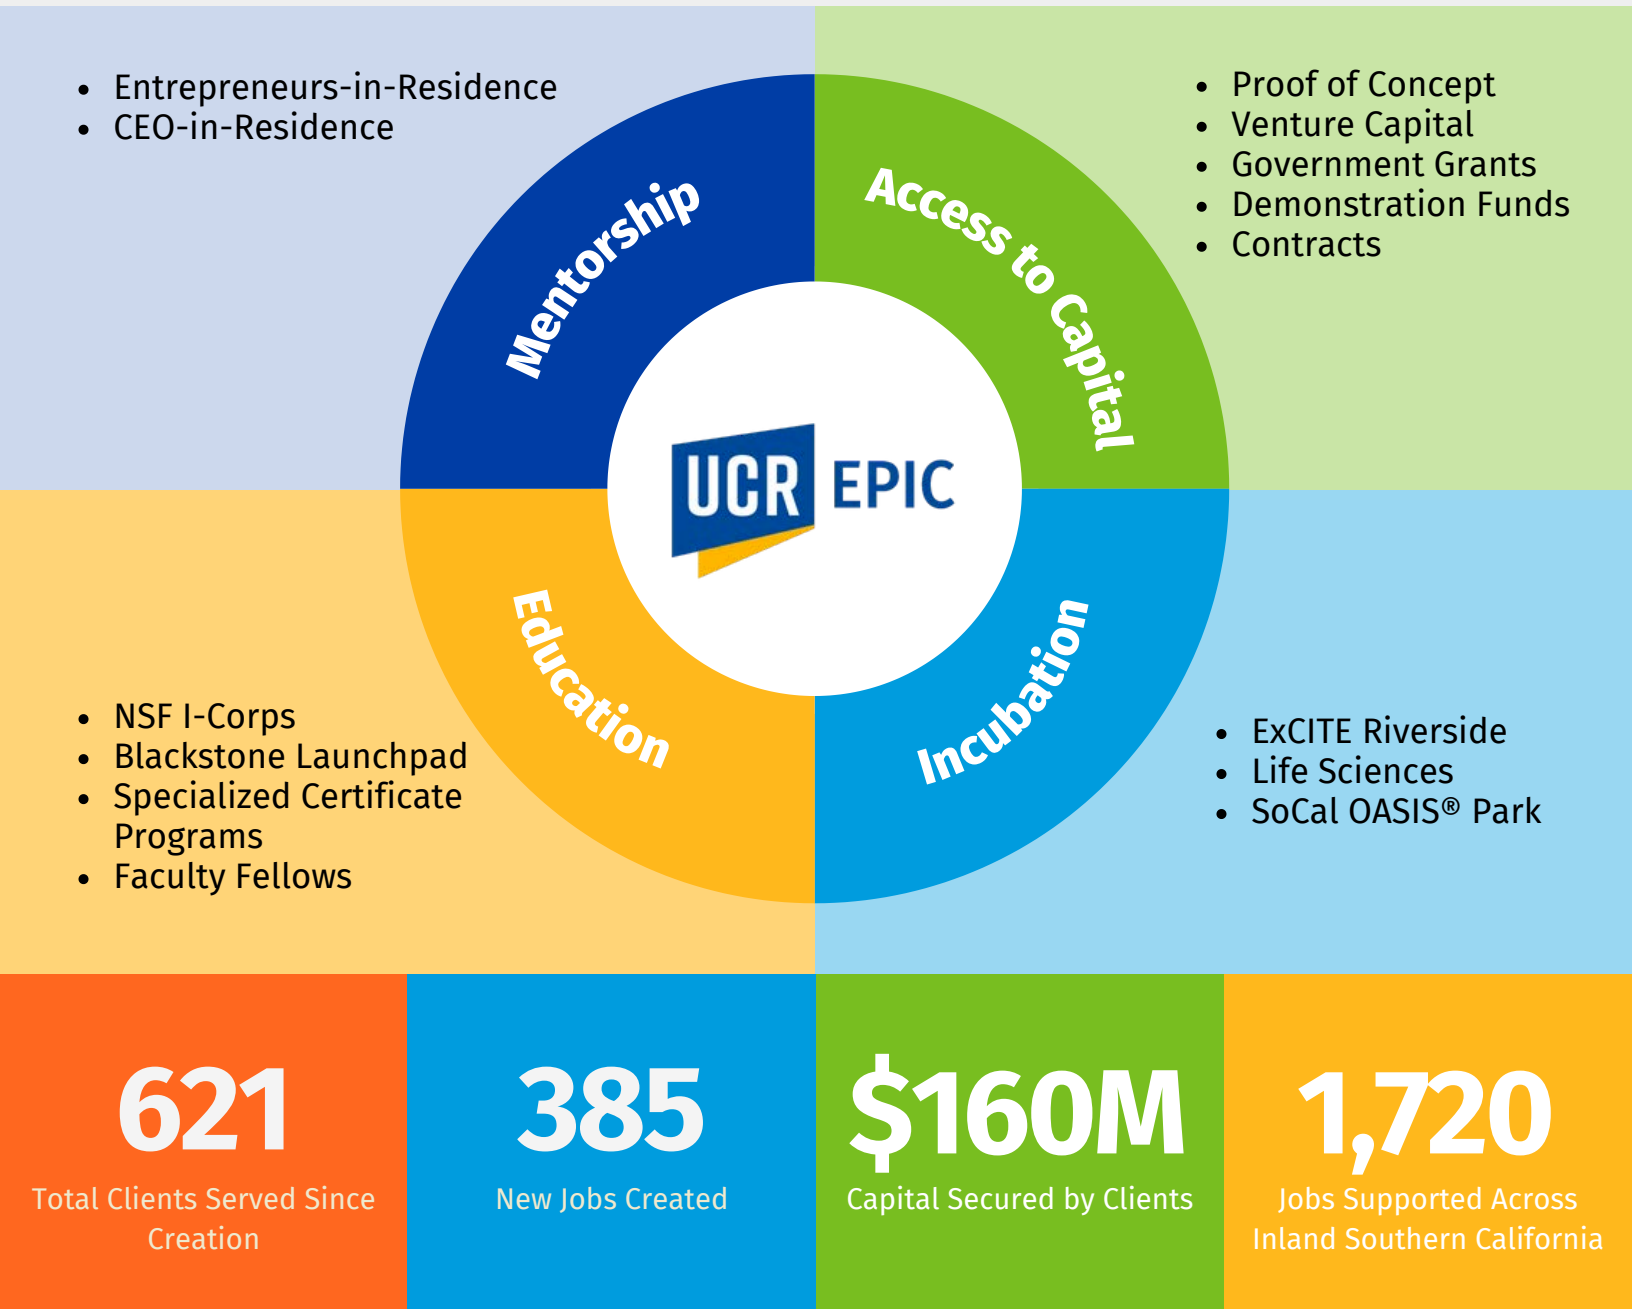 • Entrepreneurs-in-Residence
• CEO-in-Residence
Mentorship
Access to Capital
• Proof of Concept
• Venture Capital
• Government Grants
• Demonstration Funds
• Contracts
UCR EPIC
Education
• NSF I-Corps
• Blackstone Launchpad
• Specialized Certificate
Programs
• Faculty Fellows
Incubation
• ExCITE Riverside
• Life Sciences
• SoCal OASIS® Park
621
Total Clients Served Since
Creation
385
New Jobs Created
$160M
Capital Secured by Clients
1,720
Jobs Supported Across
Inland Southern California